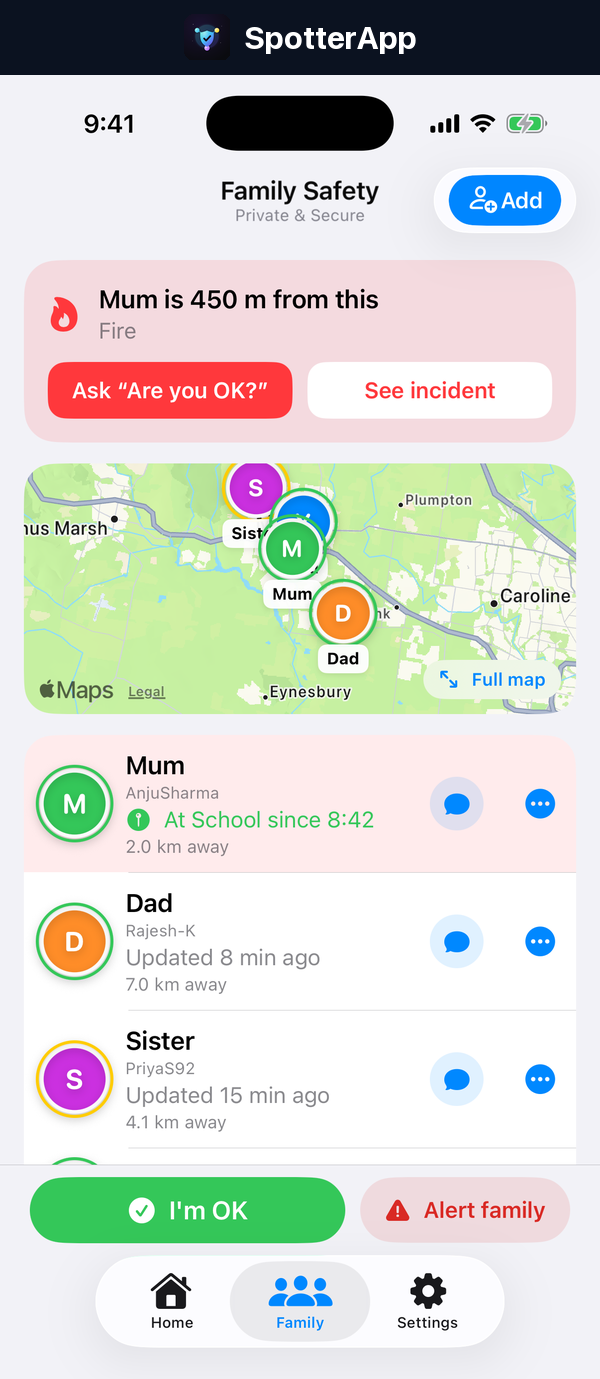 SpotterApp
9:41
Family Safety
Private & Secure
Add
Mum is 450 m from this
Fire
Ask “Are you OK?”
See incident
S
Plumpton
nus Marsh
Sist
M
Mum
Caroline
D
nk
Dad
Full map
Maps
Legal
Eynesbury
Mum
AnjuSharma
M
At School since 8:42
2.0 km away
Dad
Rajesh-K
D
Updated 8 min ago
7.0 km away
Sister
PriyaS92
S
Updated 15 min ago
4.1 km away
I'm OK
Alert family
Home
Family
Settings